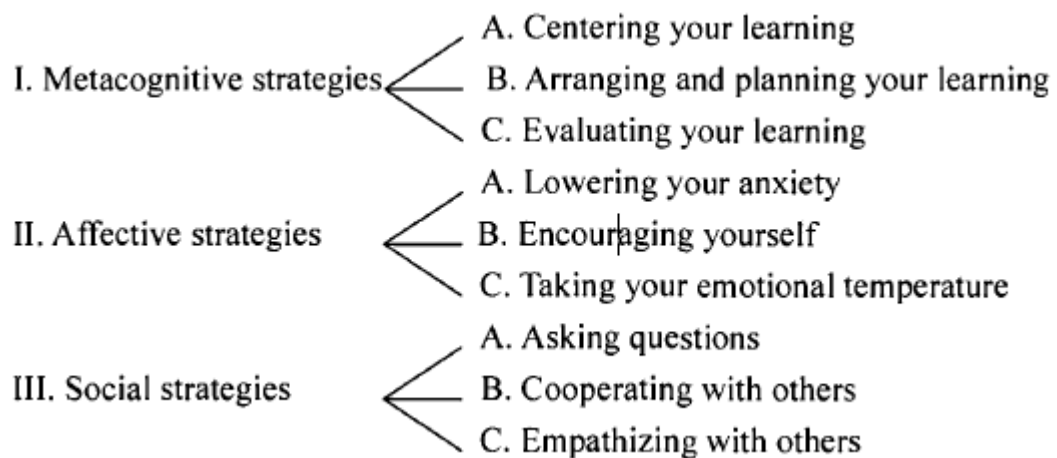 A. Centering your learning
I. Metacognitive strategies B. Arranging and planning your learning
C. Evaluating your learning
A. Lowering your anxiety
II. Affective strategies B. Encouraging yourself
C. Taking your emotional temperature
A. Asking questions
III. Social strategies B. Cooperating with others
C. Empathizing with others